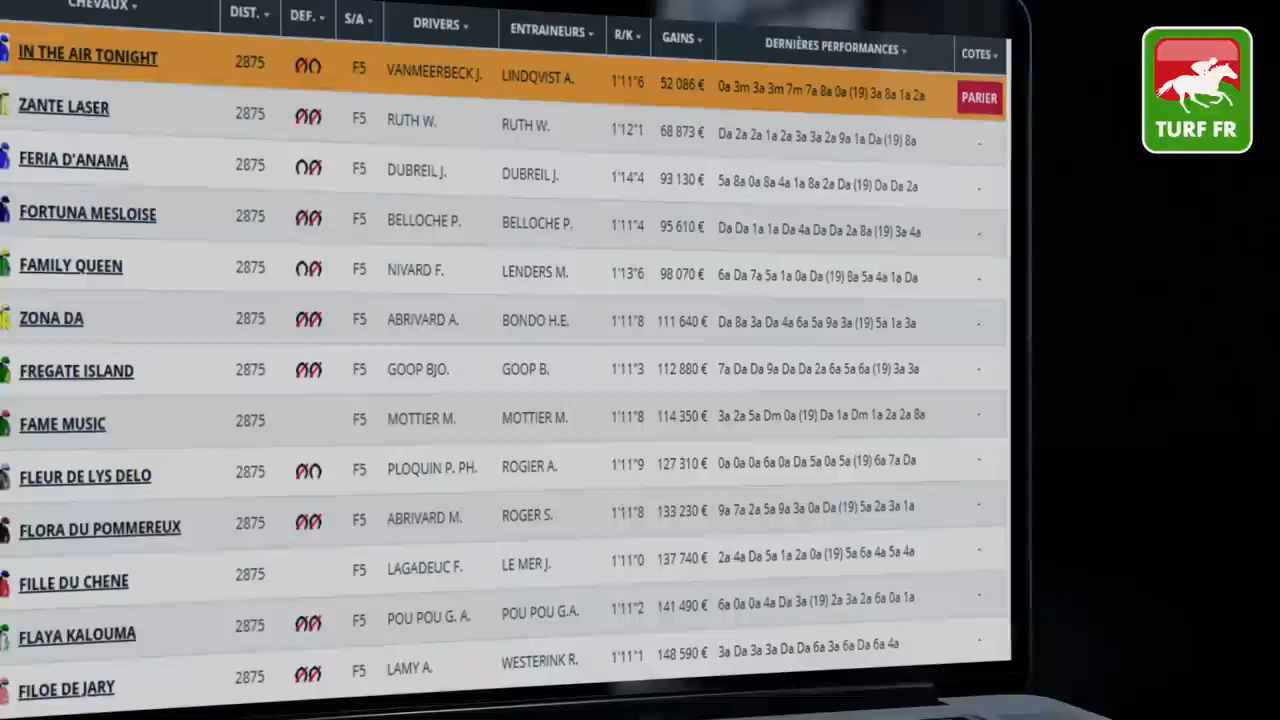 CHEVAUX DIST. DEF. S/A DRIVERS ENTRAINEURS R/K GAINS DERNIÈRES PERFORMANCES COTES
IN THE AIR TONIGHT 2875 F5 VANMEERBECK J. LINDQVIST A. 1'11"6 52 086 € 0a 3m 3a 3m 7m 7a 8a 0a (19) 3a 8a 1a 2a PARIER
ZANTE LASER 2875 F5 RUTH W. RUTH W. 1'12"1 68 873 € Da 2a 2a 1a 2a 3a 3a 2a 9a 1a Da (19) 8a -
FERIA D'ANAMA 2875 F5 DUBREIL J. DUBREIL J. 1'14"4 93 130 € 5a 8a 0a 8a 4a 1a 8a 2a Da (19) Da Da 2a -
FORTUNA MESLOISE 2875 F5 BELLOCHE P. BELLOCHE P. 1'11"4 95 610 € Da Da 1a 1a Da 4a Da Da 2a 8a (19) 3a 4a -
FAMILY QUEEN 2875 F5 NIVARD F. LENDERS M. 1'13"6 98 070 € 6a Da 7a 5a 1a 0a Da (19) 8a 5a 4a 1a Da -
ZONA DA 2875 F5 ABRIVARD A. BONDO H.E. 1'11"8 111 640 € Da 8a 3a Da 4a 6a 5a 9a 3a (19) 5a 1a 3a -
FREGATE ISLAND 2875 F5 GOOP BJO. GOOP B. 1'11"3 112 880 € 7a Da Da 9a Da Da 2a 6a 5a 6a (19) 3a 3a -
FAME MUSIC 2875 F5 MOTTIER M. MOTTIER M. 1'11"8 114 350 € 3a 2a 5a Dm 0a (19) Da 1a Dm 1a 2a 2a 8a -
FLEUR DE LYS DELO 2875 F5 PLOQUIN P. PH. ROGIER A. 1'11"9 127 310 € 0a 0a 0a 6a 0a Da 5a 0a 5a (19) 6a 7a Da -
FLORA DU POMMEREUX 2875 F5 ABRIVARD M. ROGER S. 1'11"8 133 230 € 9a 7a 2a 5a 9a 3a 0a Da (19) 5a 2a 3a 1a -
FILLE DU CHENE 2875 F5 LAGADEUC F. LE MER J. 1'11"0 137 740 € 2a 4a Da 5a 1a 2a 0a (19) 5a 6a 4a 5a 4a -
FLAYA KALOUMA 2875 F5 POU POU G. A. POU POU G.A. 1'11"2 141 490 € 6a 0a 0a 4a Da 3a (19) 2a 3a 2a 6a 0a 1a -
FILOE DE JARY 2875 F5 LAMY A. WESTERINK R. 1'11"1 148 590 € 3a Da 3a 3a Da Da 6a 3a 6a Da 6a 4a -
TURF FR